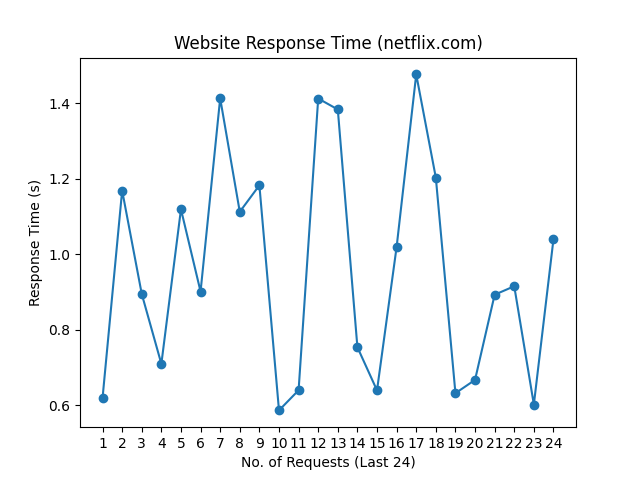 Website Response Time (netflix.com)
Response Time (s)
1.4
1.2
1.0
0.8
0.6
1 2 3 4 5 6 7 8 9 10 11 12 13 14 15 16 17 18 19 20 21 22 23 24
No. of Requests (Last 24)